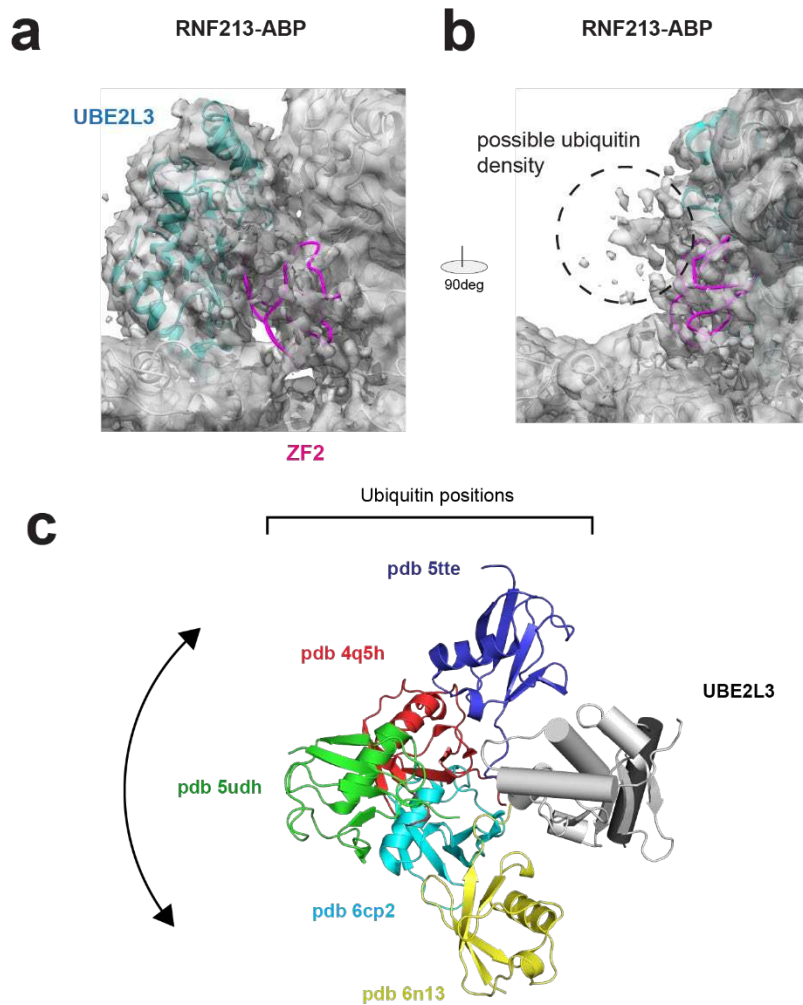 a
RNF213-ABP
UBE2L3
ZF2
b
RNF213-ABP
possible ubiquitin
density
90deg
c
Ubiquitin positions
pdb 5tte
pdb 4q5h
UBE2L3
pdb 5udh
pdb 6cp2
pdb 6n13